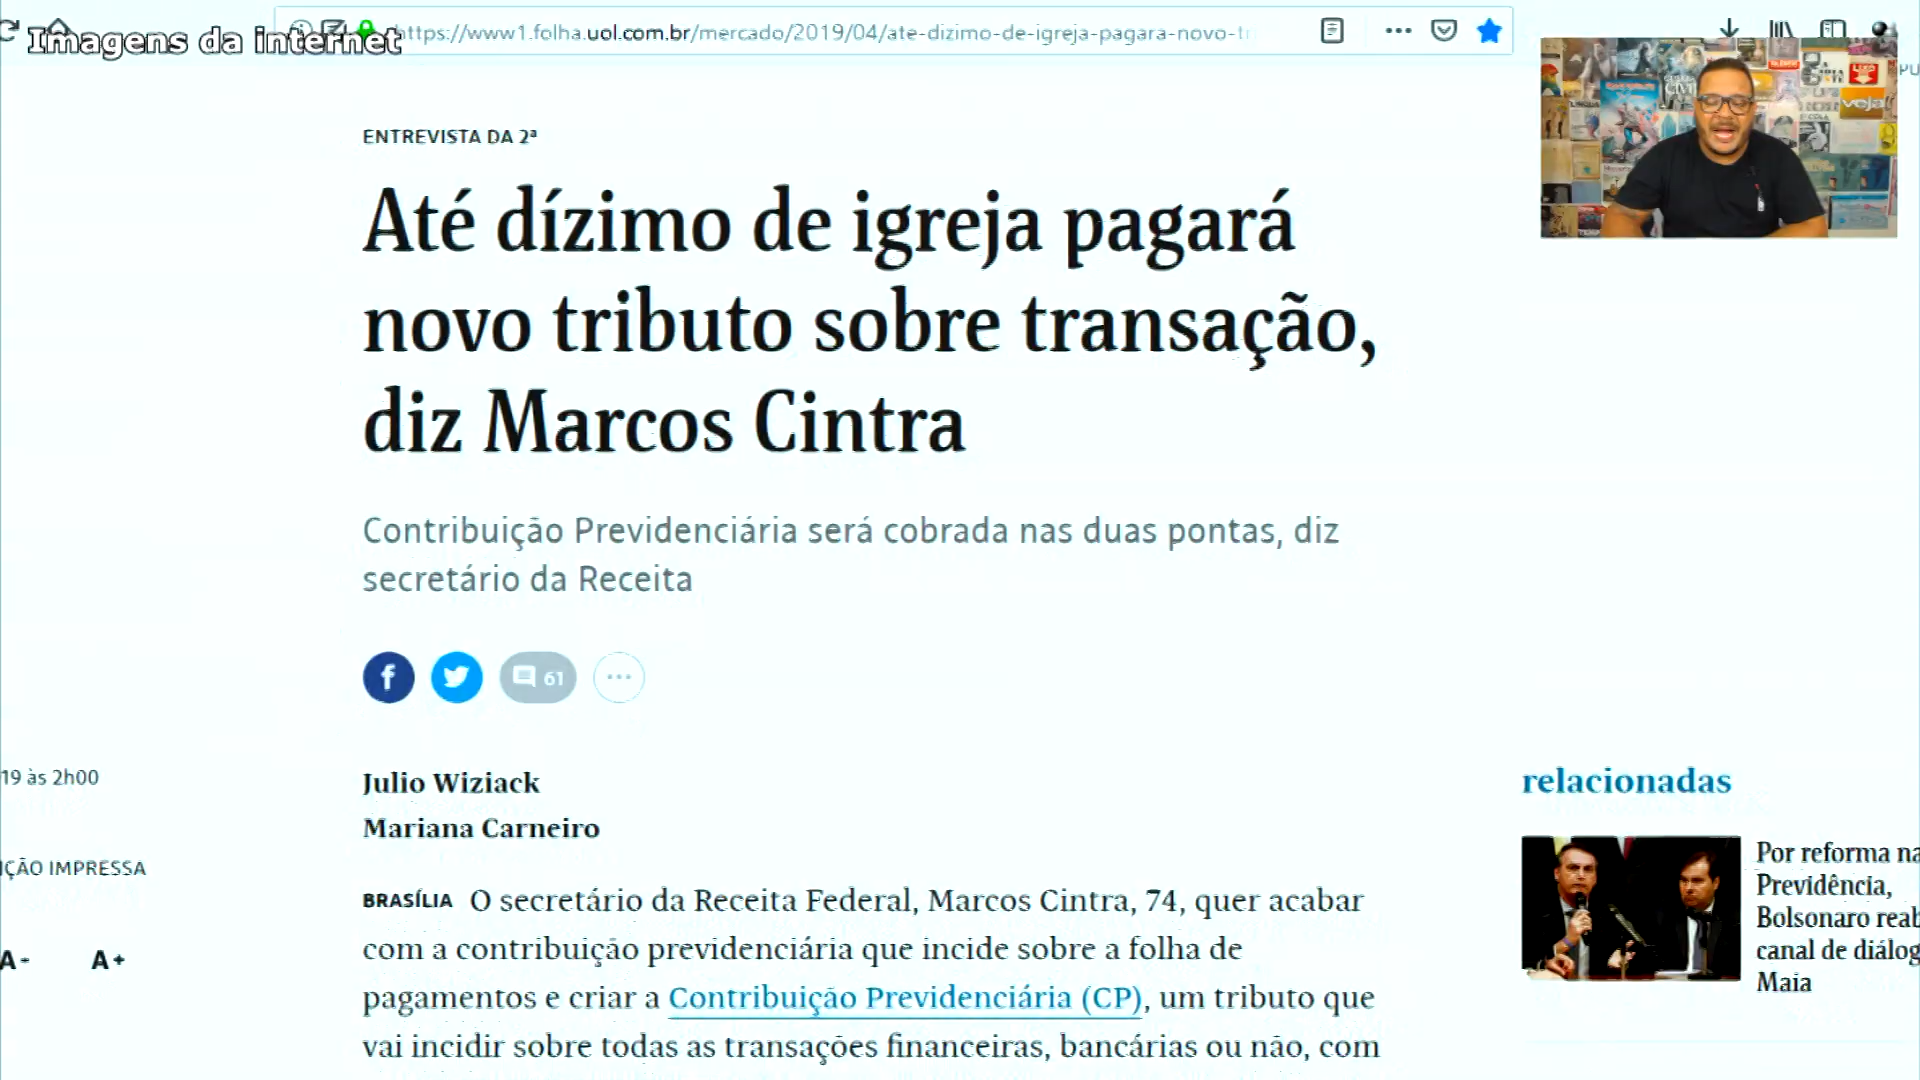 Imagens da internet
https://www1.folha.uol.com.br/mercado/2019/04/ate-dizimo-de-igreja-pagara-novo-t
veja
ENTREVISTA DA 2ª
Até dízimo de igreja pagará
novo tributo sobre transação,
diz Marcos Cintra
Contribuição Previdenciária será cobrada nas duas pontas, diz
secretário da Receita
61
19 às 2h00
IÇÃO IMPRESSA
A- A+
Julio Wiziack
Mariana Carneiro
BRASÍLIA O secretário da Receita Federal, Marcos Cintra, 74, quer acabar
com a contribuição previdenciária que incide sobre a folha de
pagamentos e criar a Contribuição Previdenciária (CP), um tributo que
vai incidir sobre todas as transações financeiras, bancárias ou não, com
relacionadas
Por reforma na
Previdência,
Bolsonaro reab
canal de diálog
Maia